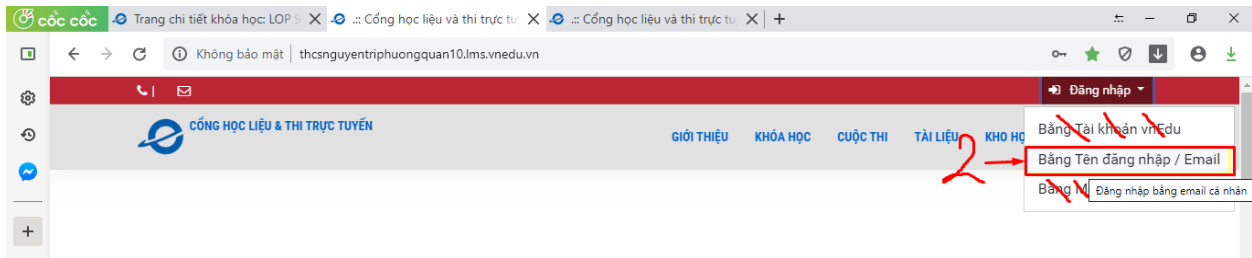 cốc cốc
Trang chi tiết khóa học: LOP 9
.:: Cổng học liệu và thi trực tu
.:: Cổng học liệu và thi trực tu
Không bảo mật | thcsnguyentriphuongquan10.lms.vnedu.vn
Đăng nhập
CỔNG HỌC LIỆU & THI TRỰC TUYẾN
GIỚI THIỆU KHÓA HỌC CUỘC THI TÀI LIỆU KHO HỌ
Bằng Tài khoản vnEdu
2
Bằng Tên đăng nhập / Email
Bằng M
Đăng nhập bằng email cá nhân